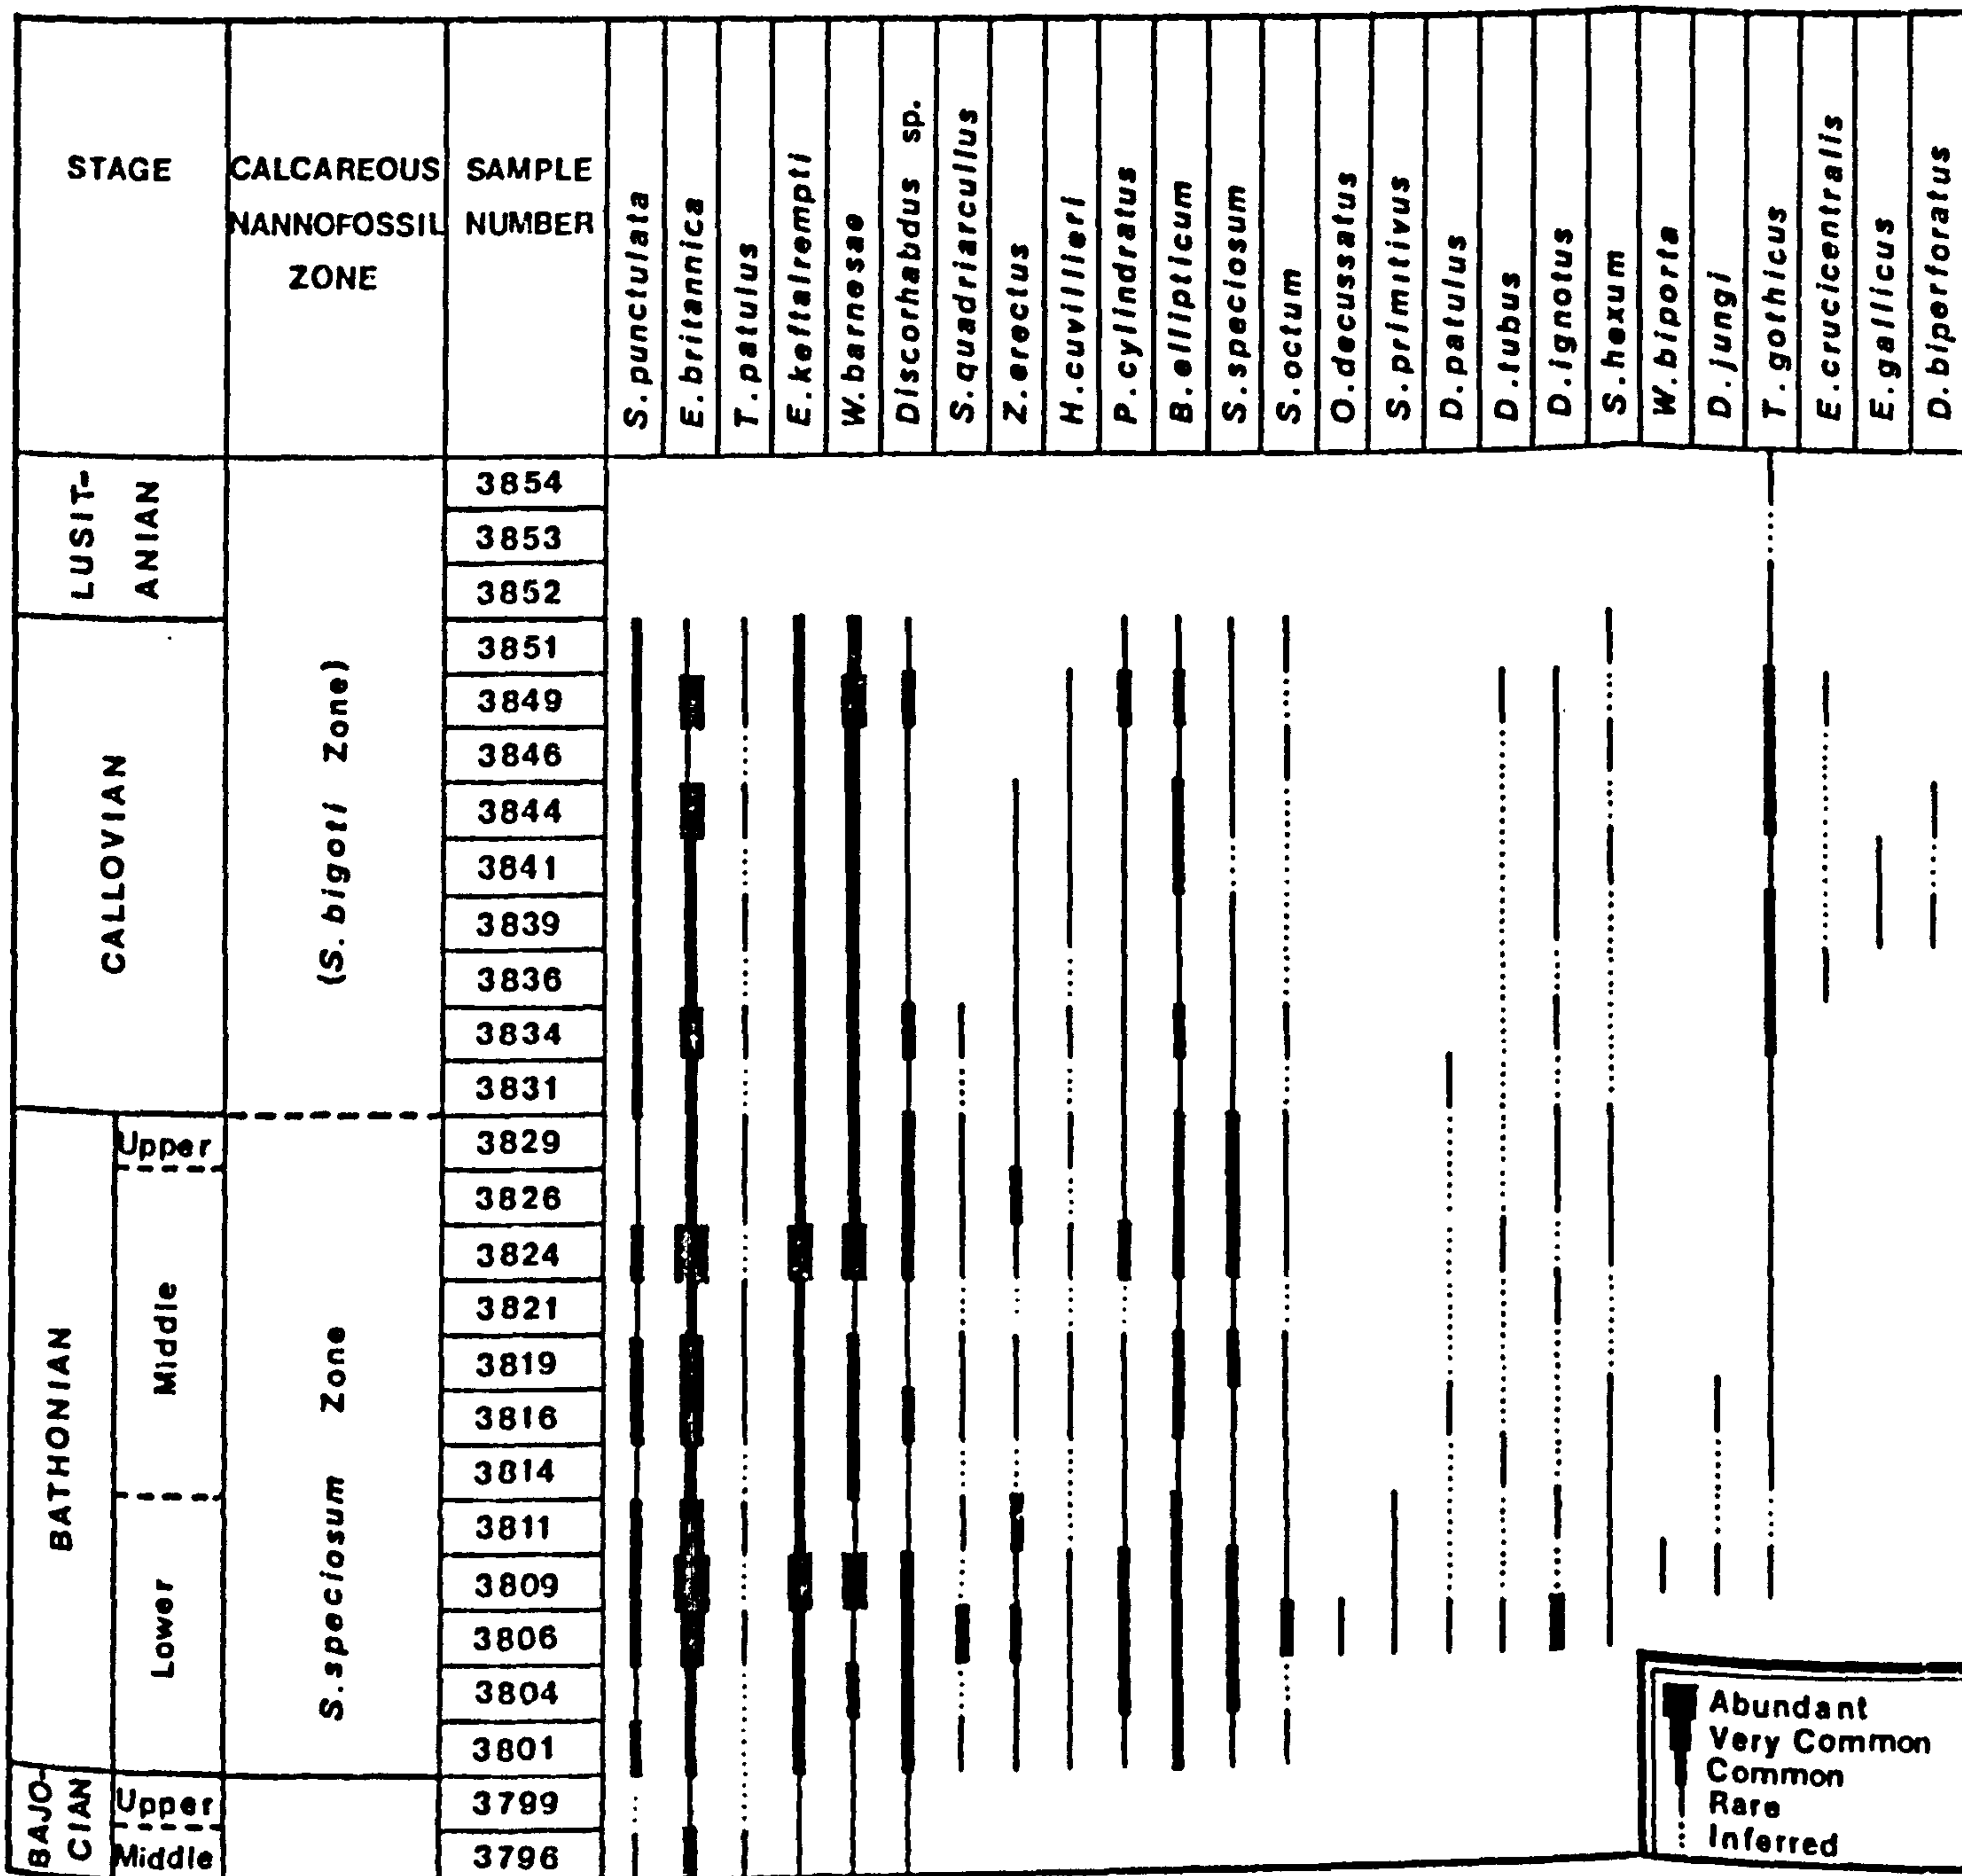 STAGE
CALCAREOUS
NANNOFOSSIL
ZONE
SAMPLE
NUMBER
S.punctulata
E.britannica
T.patulus
E.keftalrempti
W.barnesae
Discorhabdus sp.
S.quadriarcullus
Z.erectus
H.cuvillieri
P.cylindratus
B.ellipticum
S.speciosum
S.octum
O.decussatus
S.primitivus
D.patulus
D.tubus
D.ignotus
S.hexum
W.biporta
D.jungi
T.gothicus
E.crucicentralis
E.gallicus
D.biperforatus
LUSIT-
ANIAN
CALLOVIAN
BATHONIAN
Upper
Middle
Lower
BAJO-
CIAN
Upper
Middle
(S.bigoti Zone)
S.speciosum Zone
3854
3853
3852
3851
3849
3846
3844
3841
3839
3836
3834
3831
3829
3826
3824
3821
3819
3816
3814
3811
3809
3806
3804
3801
3799
3796
Abundant
Very Common
Common
Rare
Inferred